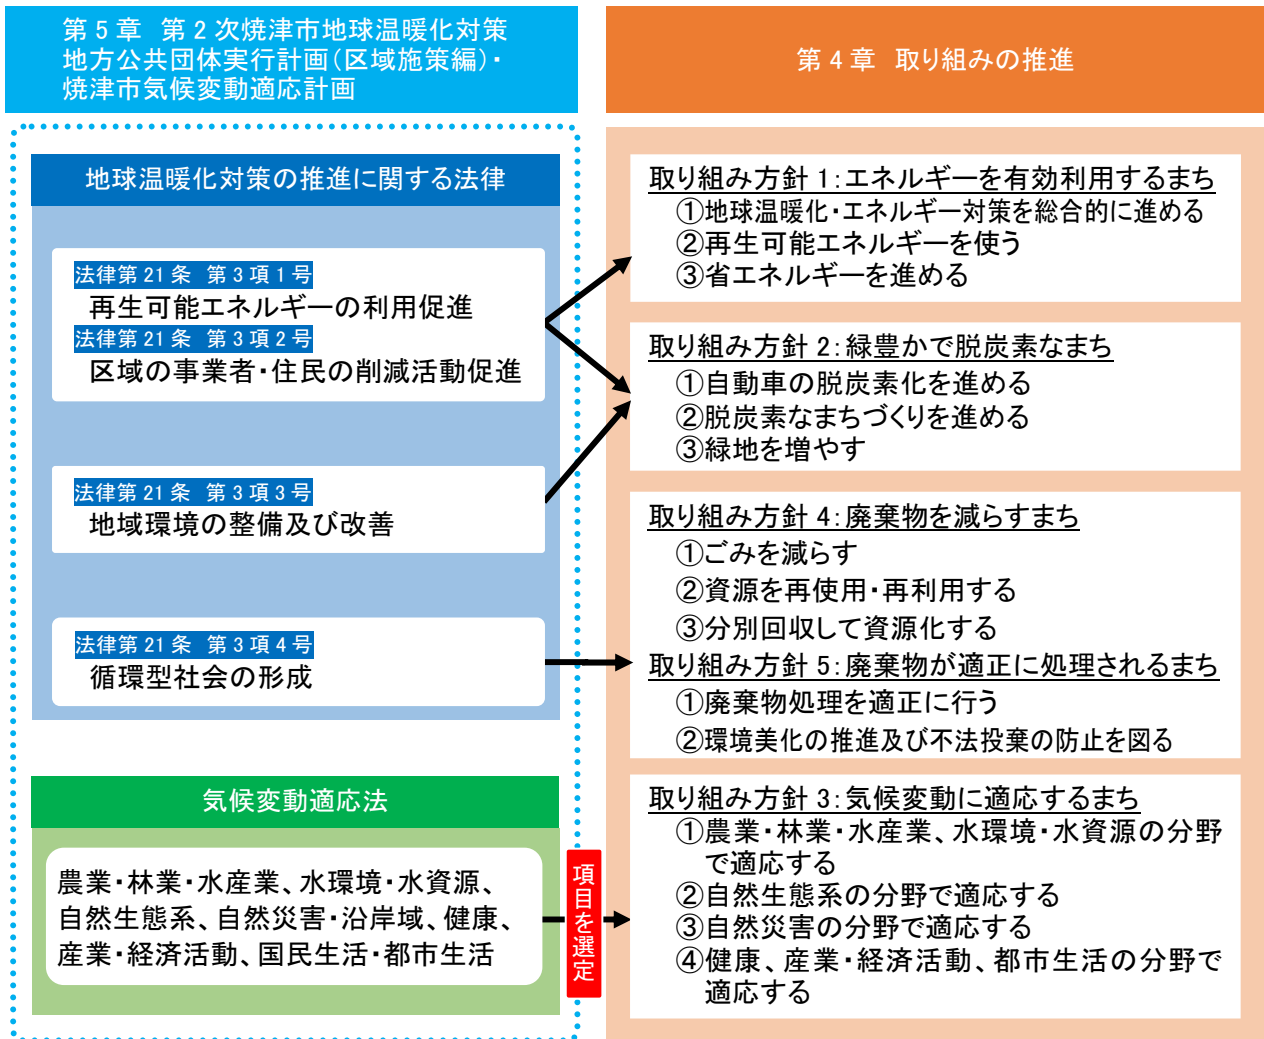 第５章 第２次焼津市地球温暖化対策
地方公共団体実行計画（区域施策編）・
焼津市気候変動適応計画
地球温暖化対策の推進に関する法律
法律第 21 条 第 3 項 1 号
再生可能エネルギーの利用促進
法律第 21 条 第 3 項 2 号
区域の事業者・住民の削減活動促進
法律第 21 条 第 3 項 3 号
地域環境の整備及び改善
法律第 21 条 第 3 項 4 号
循環型社会の形成
気候変動適応法
農業・林業・水産業、水環境・水資源、
自然生態系、自然災害・沿岸域、健康、
産業・経済活動、国民生活・都市生活
項目を選定
第４章 取り組みの推進
取り組み方針 1：エネルギーを有効利用するまち
①地球温暖化・エネルギー対策を総合的に進める
②再生可能エネルギーを使う
③省エネルギーを進める
取り組み方針 2：緑豊かで脱炭素なまち
①自動車の脱炭素化を進める
②脱炭素なまちづくりを進める
③緑地を増やす
取り組み方針 4：廃棄物を減らすまち
①ごみを減らす
②資源を再使用・再利用する
③分別回収して資源化する
取り組み方針 5：廃棄物が適正に処理されるまち
①廃棄物処理を適正に行う
②環境美化の推進及び不法投棄の防止を図る
取り組み方針 3：気候変動に適応するまち
①農業・林業・水産業、水環境・水資源の分野
で適応する
②自然生態系の分野で適応する
③自然災害の分野で適応する
④健康、産業・経済活動、都市生活の分野で
適応する